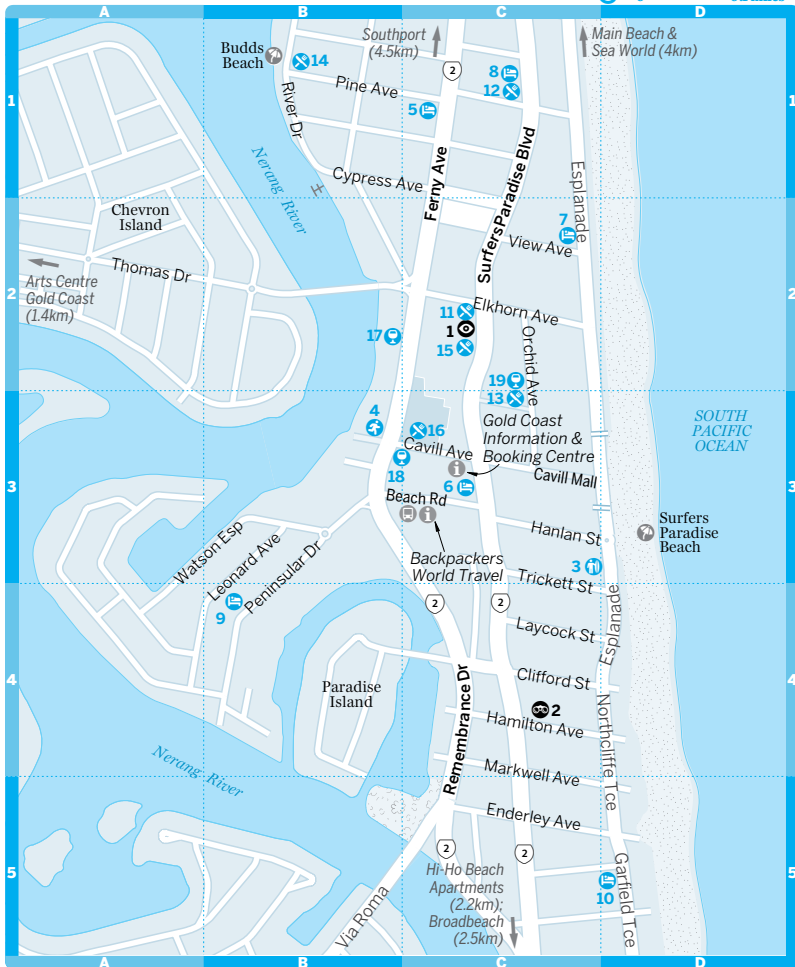 A
B
C
D
Budds
Beach
14
Southport
(4.5km)
Main Beach &
Sea World (4km)
2
8
12
Pine Ave
5
1
1
River Dr
Nerang River
Cypress Ave
Ferny Ave
Surfers Paradise Blvd
Esplanade
7
View Ave
Chevron
Island
Thomas Dr
Arts Centre
Gold Coast
(1.4km)
2
2
11
Elkhorn Ave
1
15
17
Orchid Ave
19
13
4
16
Gold Coast
Information &
Booking Centre
SOUTH
PACIFIC
OCEAN
Cavill Ave
18
6
Cavill Mall
3
3
Beach Rd
Hanlan St
Surfers
Paradise
Beach
Watson Esp
Leonard Ave
Peninsular Dr
Backpackers
World Travel
3
Trickett St
9
2
2
Laycock St
Esplanade
Clifford St
4
4
Paradise
Island
2
Hamilton Ave
Remembrance Dr
Northcliffe Tce
Nerang River
Markwell Ave
Enderley Ave
2
2
5
5
Hi-Ho Beach
Apartments
(2.2km);
Broadbeach
(2.5km)
10
Garfield Tce
Via Roma
A
B
C
D